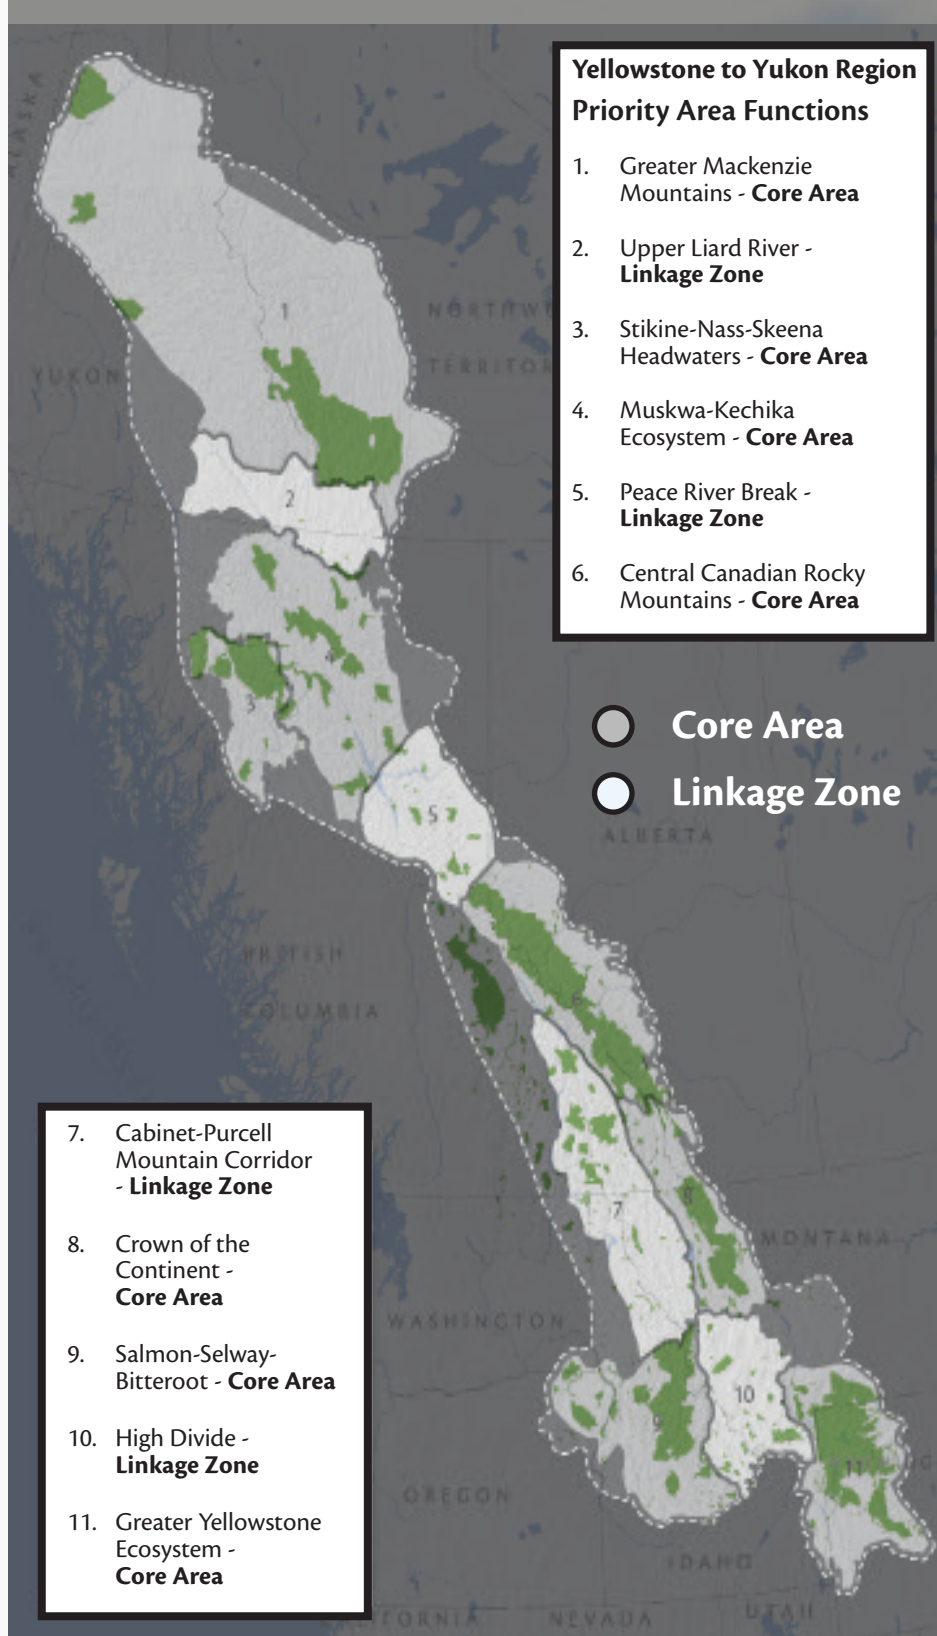 Yellowstone to Yukon Region
Priority Area Functions
1. Greater Mackenzie
Mountains - Core Area
2. Upper Liard River -
Linkage Zone
3. Stikine-Nass-Skeena
Headwaters - Core Area
4. Muskwa-Kechika
Ecosystem - Core Area
5. Peace River Break -
Linkage Zone
6. Central Canadian Rocky
Mountains - Core Area
Core Area
Linkage Zone
7. Cabinet-Purcell
Mountain Corridor
- Linkage Zone
8. Crown of the
Continent -
Core Area
9. Salmon-Selway-
Bitteroot - Core Area
10. High Divide -
Linkage Zone
11. Greater Yellowstone
Ecosystem -
Core Area
1
YUKON
NORTHW
TERRITOR
2
4
3
5
ALBERTA
BRITISH
COLUMBIA
6
7
8
MONTANA
WASHINGTON
9
10
11
OREGON
IDAHO
NEVADA
UTAH